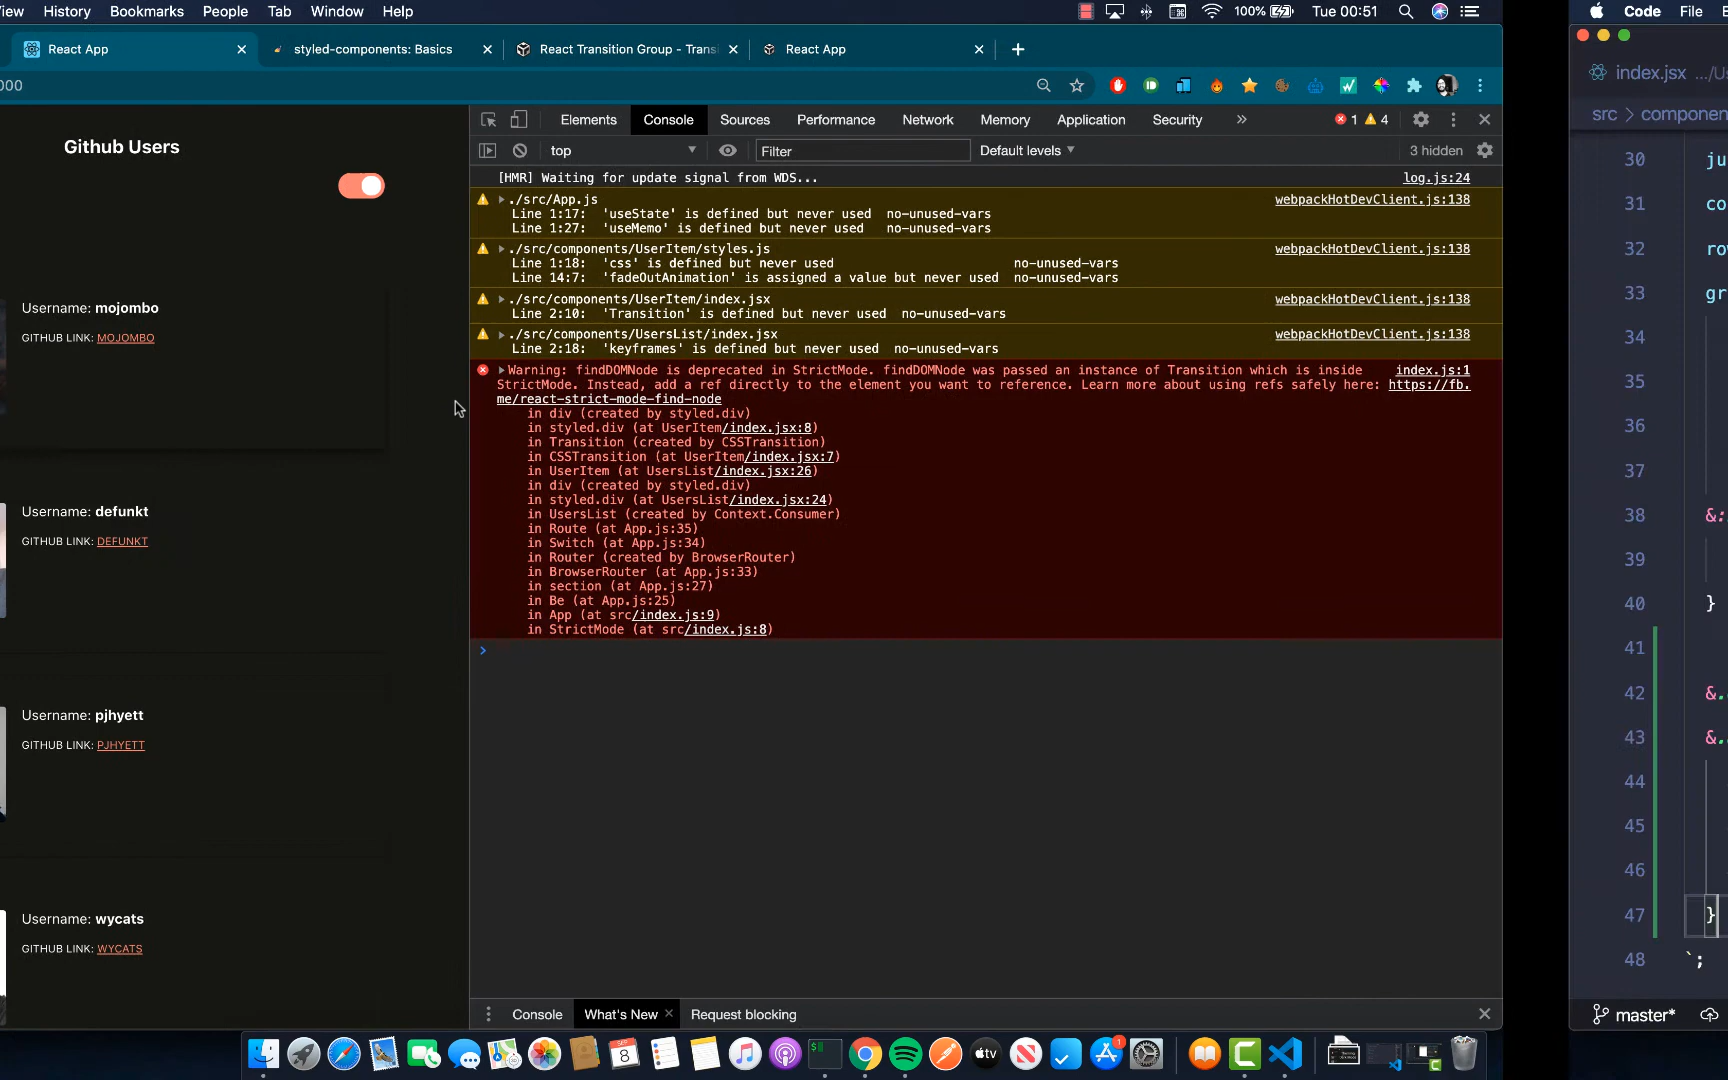 View History Bookmarks People Tab Window Help 100% Tue 00:51 Code File E
React App styled-components: Basics React Transition Group - Trans React App
000
index.jsx .../Us
Elements Console Sources Performance Network Memory Application Security » 1 4
src > componen
top Filter Default levels 3 hidden
Github Users
[HMR] Waiting for update signal from WDS... log.js:24
./src/App.js webpackHotDevClient.js:138
Line 1:17: 'useState' is defined but never used no-unused-vars
Line 1:27: 'useMemo' is defined but never used no-unused-vars
./src/components/UserItem/styles.js webpackHotDevClient.js:138
Line 1:18: 'css' is defined but never used no-unused-vars
Line 14:7: 'fadeOutAnimation' is assigned a value but never used no-unused-vars
./src/components/UserItem/index.jsx webpackHotDevClient.js:138
Line 2:10: 'Transition' is defined but never used no-unused-vars
./src/components/UsersList/index.jsx webpackHotDevClient.js:138
Line 2:18: 'keyframes' is defined but never used no-unused-vars
Warning: findDOMNode is deprecated in StrictMode. findDOMNode was passed an instance of Transition which is inside index.js:1
StrictMode. Instead, add a ref directly to the element you want to reference. Learn more about using refs safely here: https://fb.
me/react-strict-mode-find-node
in div (created by styled.div)
in styled.div (at UserItem/index.jsx:8)
in Transition (created by CSSTransition)
in CSSTransition (at UserItem/index.jsx:7)
in UserItem (at UsersList/index.jsx:26)
in div (created by styled.div)
in styled.div (at UsersList/index.jsx:24)
in UsersList (created by Context.Consumer)
in Route (at App.js:35)
in Switch (at App.js:34)
in Router (created by BrowserRouter)
in BrowserRouter (at App.js:33)
in section (at App.js:27)
in Be (at App.js:25)
in App (at src/index.js:9)
in StrictMode (at src/index.js:8)
>
Username: mojombo
GITHUB LINK: MOJOMBO
Username: defunkt
GITHUB LINK: DEFUNKT
Username: pjhyett
GITHUB LINK: PJHYETT
Username: wycats
GITHUB LINK: WYCATS
30 ju
31 co
32 row
33 gr
34
35
36
37
38 &:
39
40 }
41
42 &.
43 &.
44
45
46
47 }
48 `;
Console What's New × Request blocking
master*
SEP
8
1